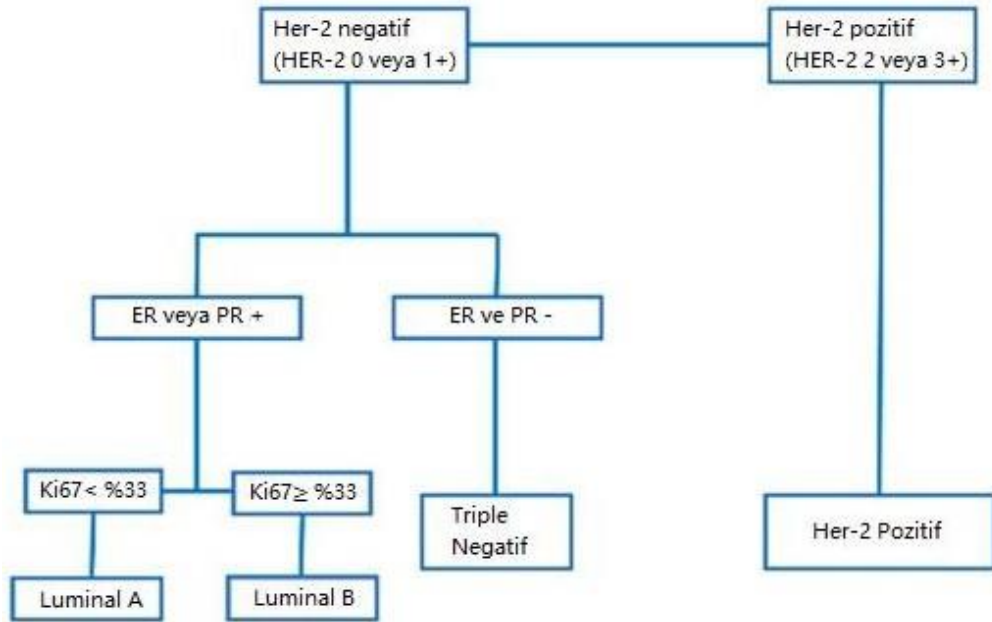 Her-2 negatif
(HER-2 0 veya 1+)
Her-2 pozitif
(HER-2 2 veya 3+)
ER veya PR +
ER ve PR -
Ki67< %33
Ki67≥ %33
Triple
Negatif
Her-2 Pozitif
Luminal A
Luminal B